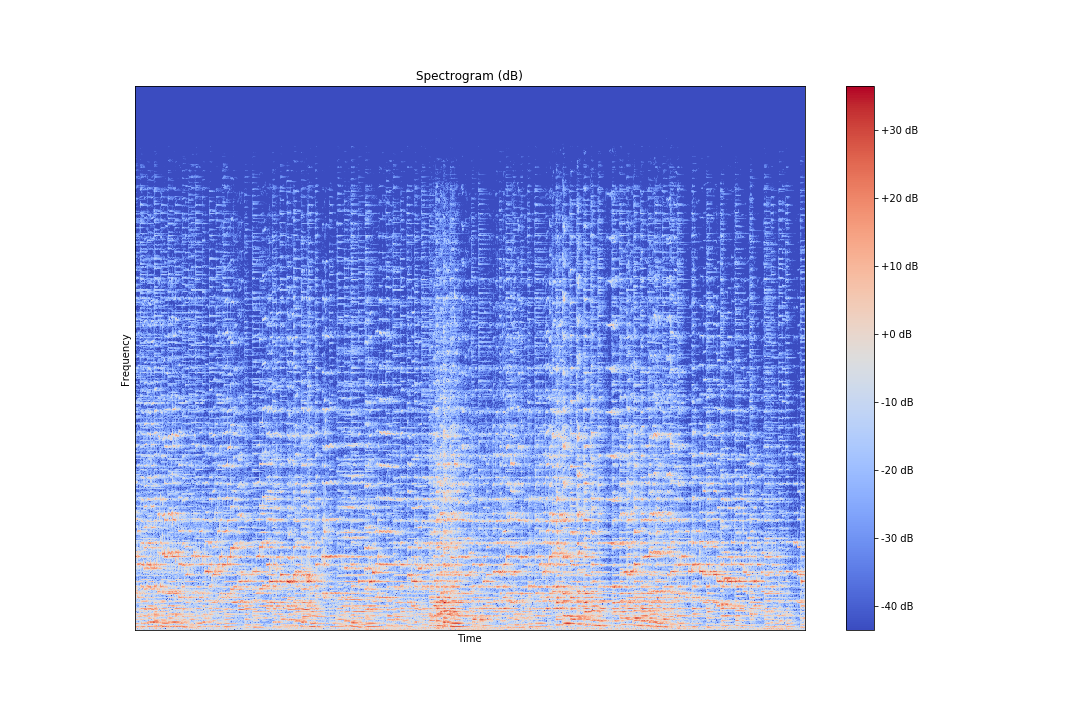 Spectrogram (dB)
Frequency
Time
+30 dB
+20 dB
+10 dB
+0 dB
-10 dB
-20 dB
-30 dB
-40 dB